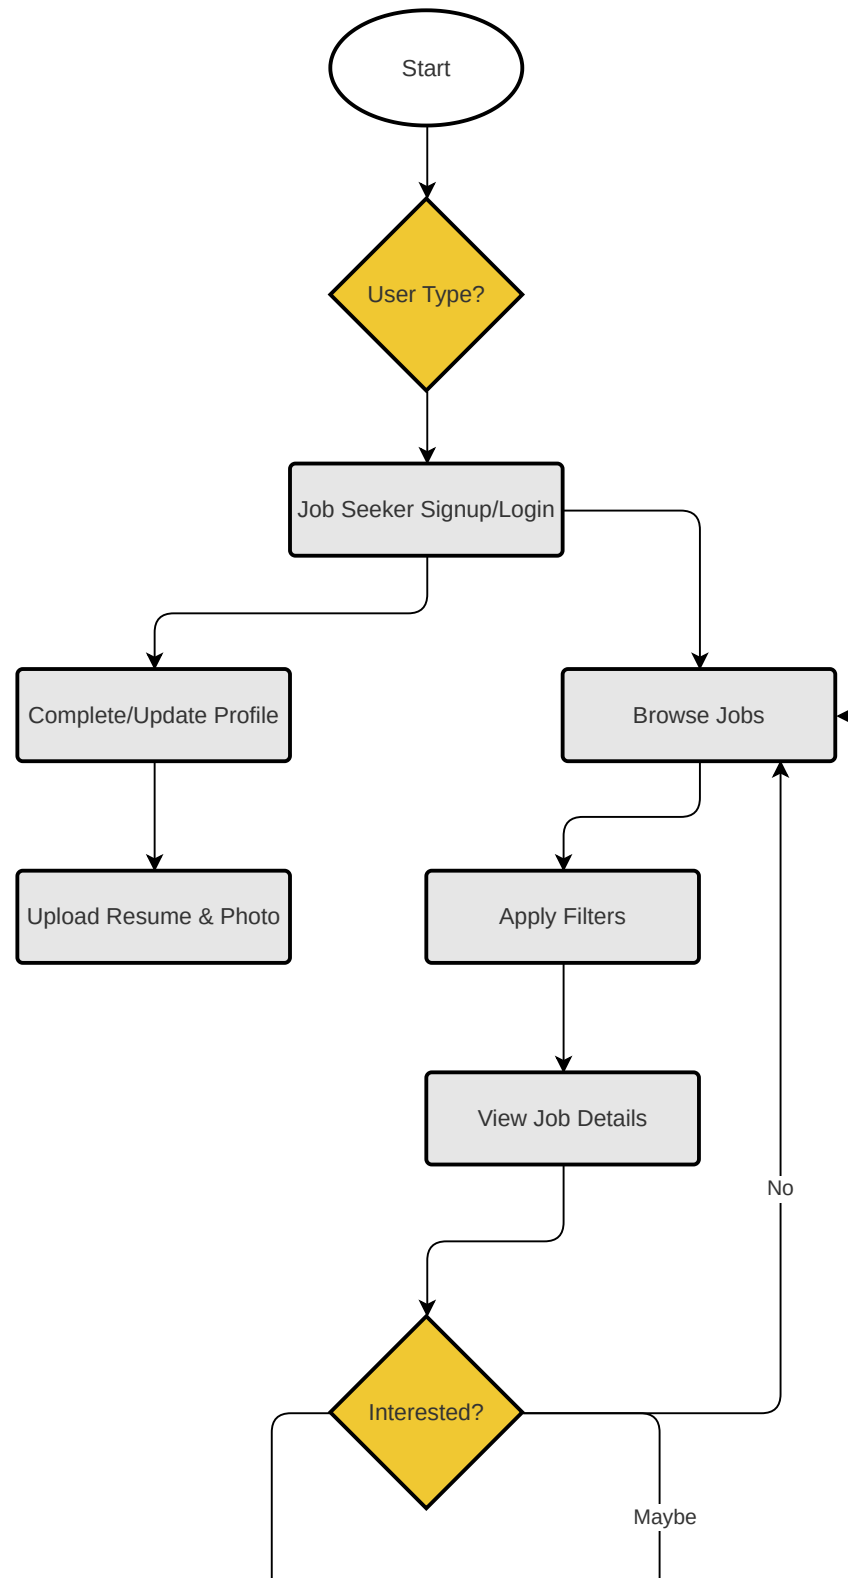 Start
User Type?
Job Seeker Signup/Login
Complete/Update Profile
Browse Jobs
Upload Resume & Photo
Apply Filters
View Job Details
No
Interested?
Maybe